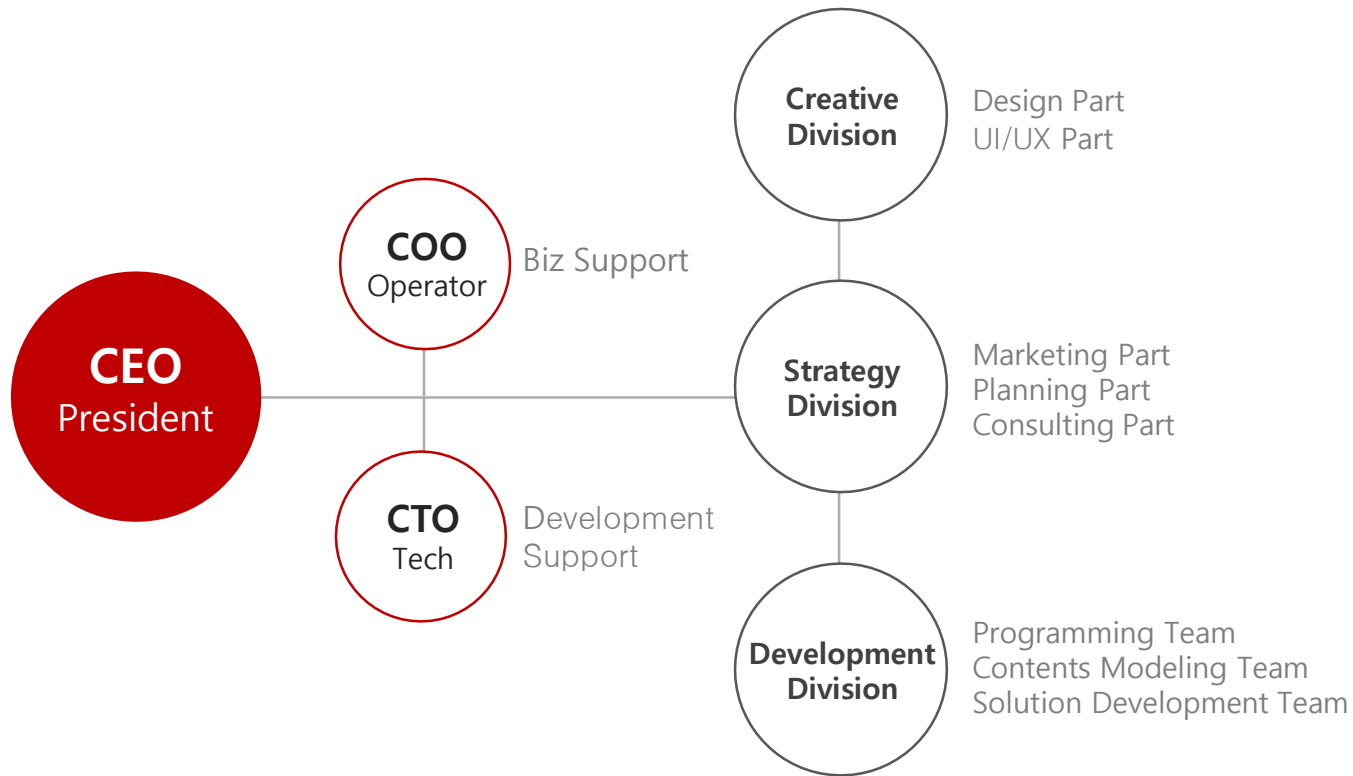 CEO
President
COO
Operator
Biz Support
CTO
Tech
Development
Support
Creative
Division
Design Part
UI/UX Part
Strategy
Division
Marketing Part
Planning Part
Consulting Part
Development
Division
Programming Team
Contents Modeling Team
Solution Development Team